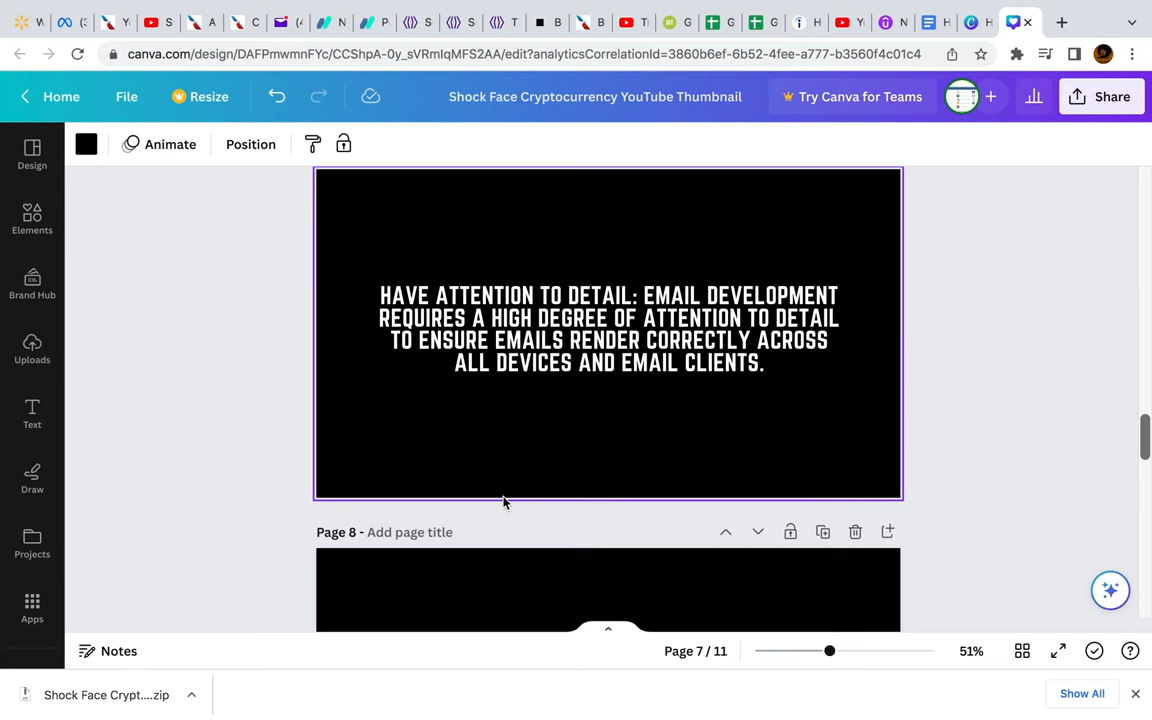 W
(3
Y
S
A
C
(4
N
P
S
S
T
B
B
T
G
G
G
H
Y
N
H
H
canva.com/design/DAFPmwmnFYc/CCShpA-0y_sVRmIqMFS2AA/edit?analyticsCorrelationId=3860b6ef-6b52-4fee-a777-b3560f4c01c4
Home
File
Resize
Shock Face Cryptocurrency YouTube Thumbnail
Try Canva for Teams
Share
Animate
Position
Design
Elements
CO.
Brand Hub
Uploads
Text
Draw
Projects
Apps
HAVE ATTENTION TO DETAIL: EMAIL DEVELOPMENT
REQUIRES A HIGH DEGREE OF ATTENTION TO DETAIL
TO ENSURE EMAILS RENDER CORRECTLY ACROSS
ALL DEVICES AND EMAIL CLIENTS.
Page 8 - Add page title
Notes
Page 7 / 11
51%
Shock Face Crypt....zip
Show All